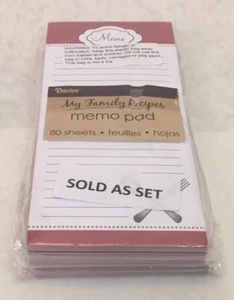 Memo
WARNING: To avoid danger of
suffocation, keep this plastic bag away
from babies and children. Do not use this
bag in cribs, beds, carriages or play pens.
This bag is not a toy.
Darice
My Family Recipes
memo pad
80 sheets • feuilles • hojas
SOLD AS SET